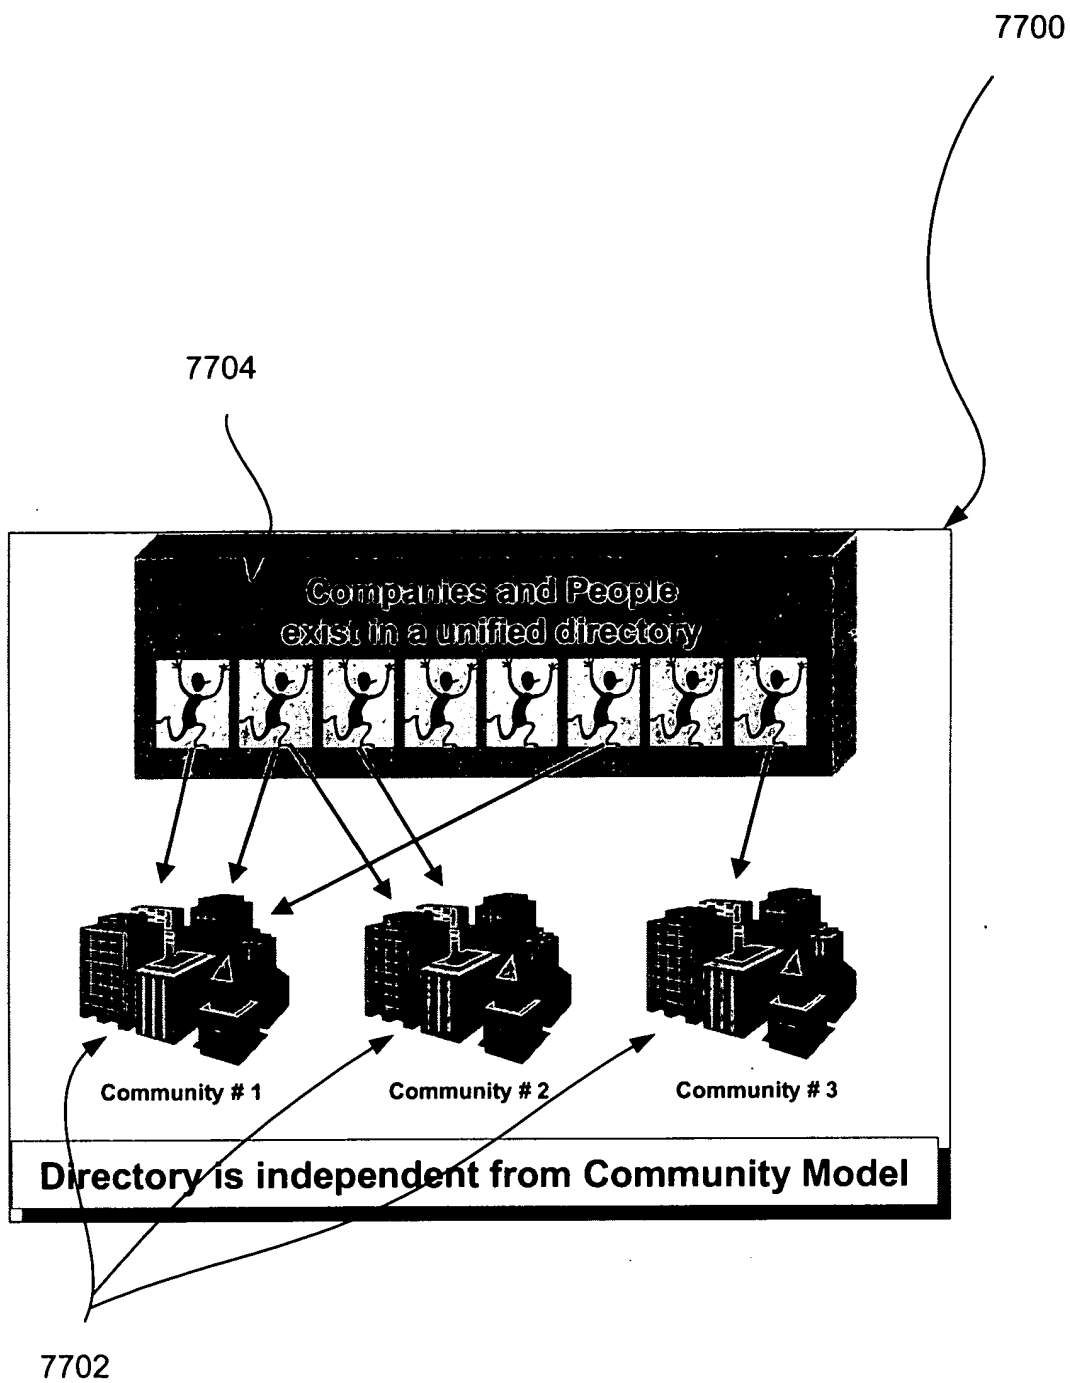 7700
7704
Companies and People
exist in a unified directory
Community # 1
Community # 2
Community # 3
Directory is independent from Community Model
7702